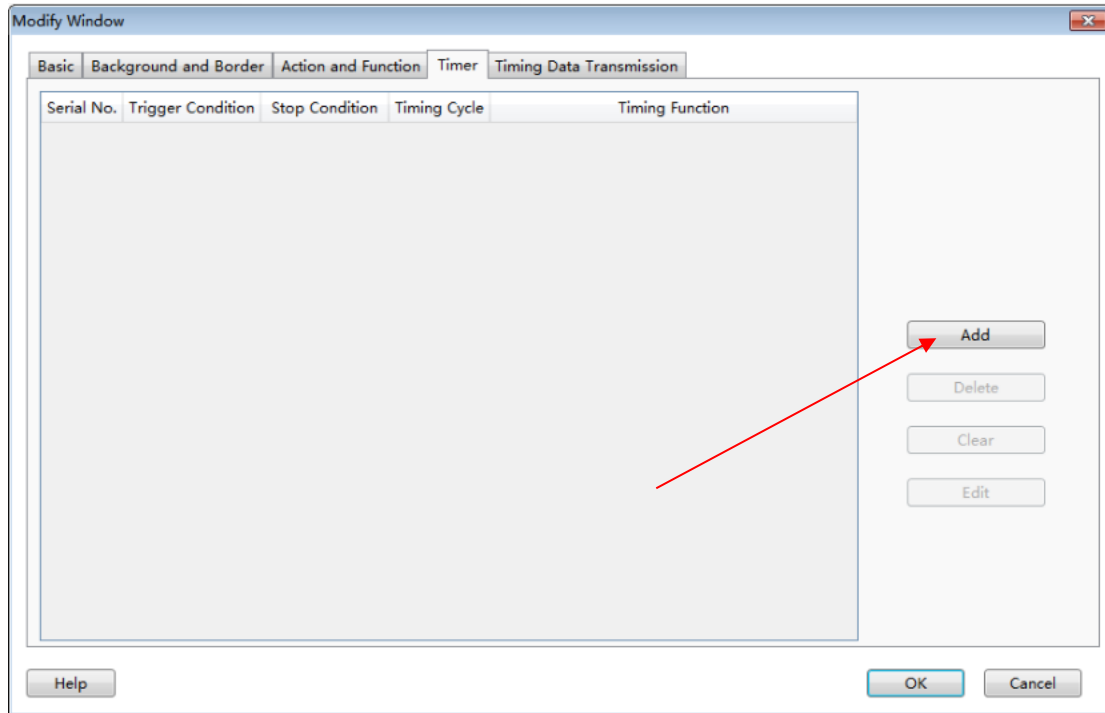 Modify Window
Basic Background and Border Action and Function Timer Timing Data Transmission
Serial No. Trigger Condition Stop Condition Timing Cycle Timing Function
Add
Delete
Clear
Edit
Help OK Cancel